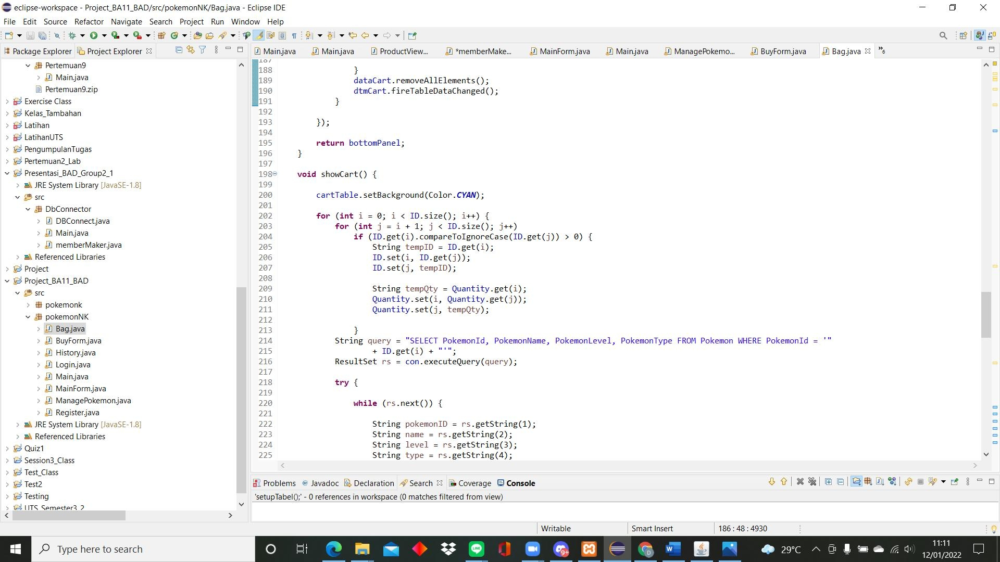 eclipse-workspace - Project_BA11_BAD/src/pokemonNK/Bag.java - Eclipse IDE
File Edit Source Refactor Navigate Search Project Run Window Help
Package Explorer Project Explorer
Main.java Main.java ProductView... *memberMake... MainForm.java Main.java ManagePokemo... BuyForm.java Bag.java »6
Pertemuan9
Main.java
Pertemuan9.zip
Exercise Class
Kelas_Tambahan
Latihan
LatihanUTS
PengumpulanTugas
Pertemuan2_Lab
Presentasi_BAD_Group2_1
JRE System Library [JavaSE-1.8]
src
DbConnector
DBConnect.java
Main.java
memberMaker.java
Referenced Libraries
Project
Project_BA11_BAD
src
pokemonk
pokemonNK
Bag.java
BuyForm.java
History.java
Login.java
Main.java
MainForm.java
ManagePokemon.java
Register.java
JRE System Library [JavaSE-1.8]
Referenced Libraries
Quiz1
Session3_Class
Test_Class
Test2
Testing
UTS_Semester3_2
187
188 }
189 dataCart.removeAllElements();
190 dtmCart.fireTableDataChanged();
191 }
192
193 });
194
195 return bottomPanel;
196 }
197
198 void showCart() {
199
200 cartTable.setBackground(Color.CYAN);
201
202 for (int i = 0; i < ID.size(); i++) {
203 for (int j = i + 1; j < ID.size(); j++)
204 if (ID.get(i).compareToIgnoreCase(ID.get(j)) > 0) {
205 String tempID = ID.get(i);
206 ID.set(i, ID.get(j));
207 ID.set(j, tempID);
208
209 String tempQty = Quantity.get(i);
210 Quantity.set(i, Quantity.get(j));
211 Quantity.set(j, tempQty);
212
213 }
214 String query = "SELECT PokemonId, PokemonName, PokemonLevel, PokemonType FROM Pokemon WHERE PokemonId = '"
215 + ID.get(i) + "'";
216 ResultSet rs = con.executeQuery(query);
217
218 try {
219
220 while (rs.next()) {
221
222 String pokemonID = rs.getString(1);
223 String name = rs.getString(2);
224 String level = rs.getString(3);
225 String type = rs.getString(4);
Problems @ Javadoc Declaration Search Coverage Console
'setupTabel();' - 0 references in workspace (0 matches filtered from view)
Writable Smart Insert 186 : 48 : 4930
Type here to search
LINE
9+
D
29°C
11:11
12/01/2022